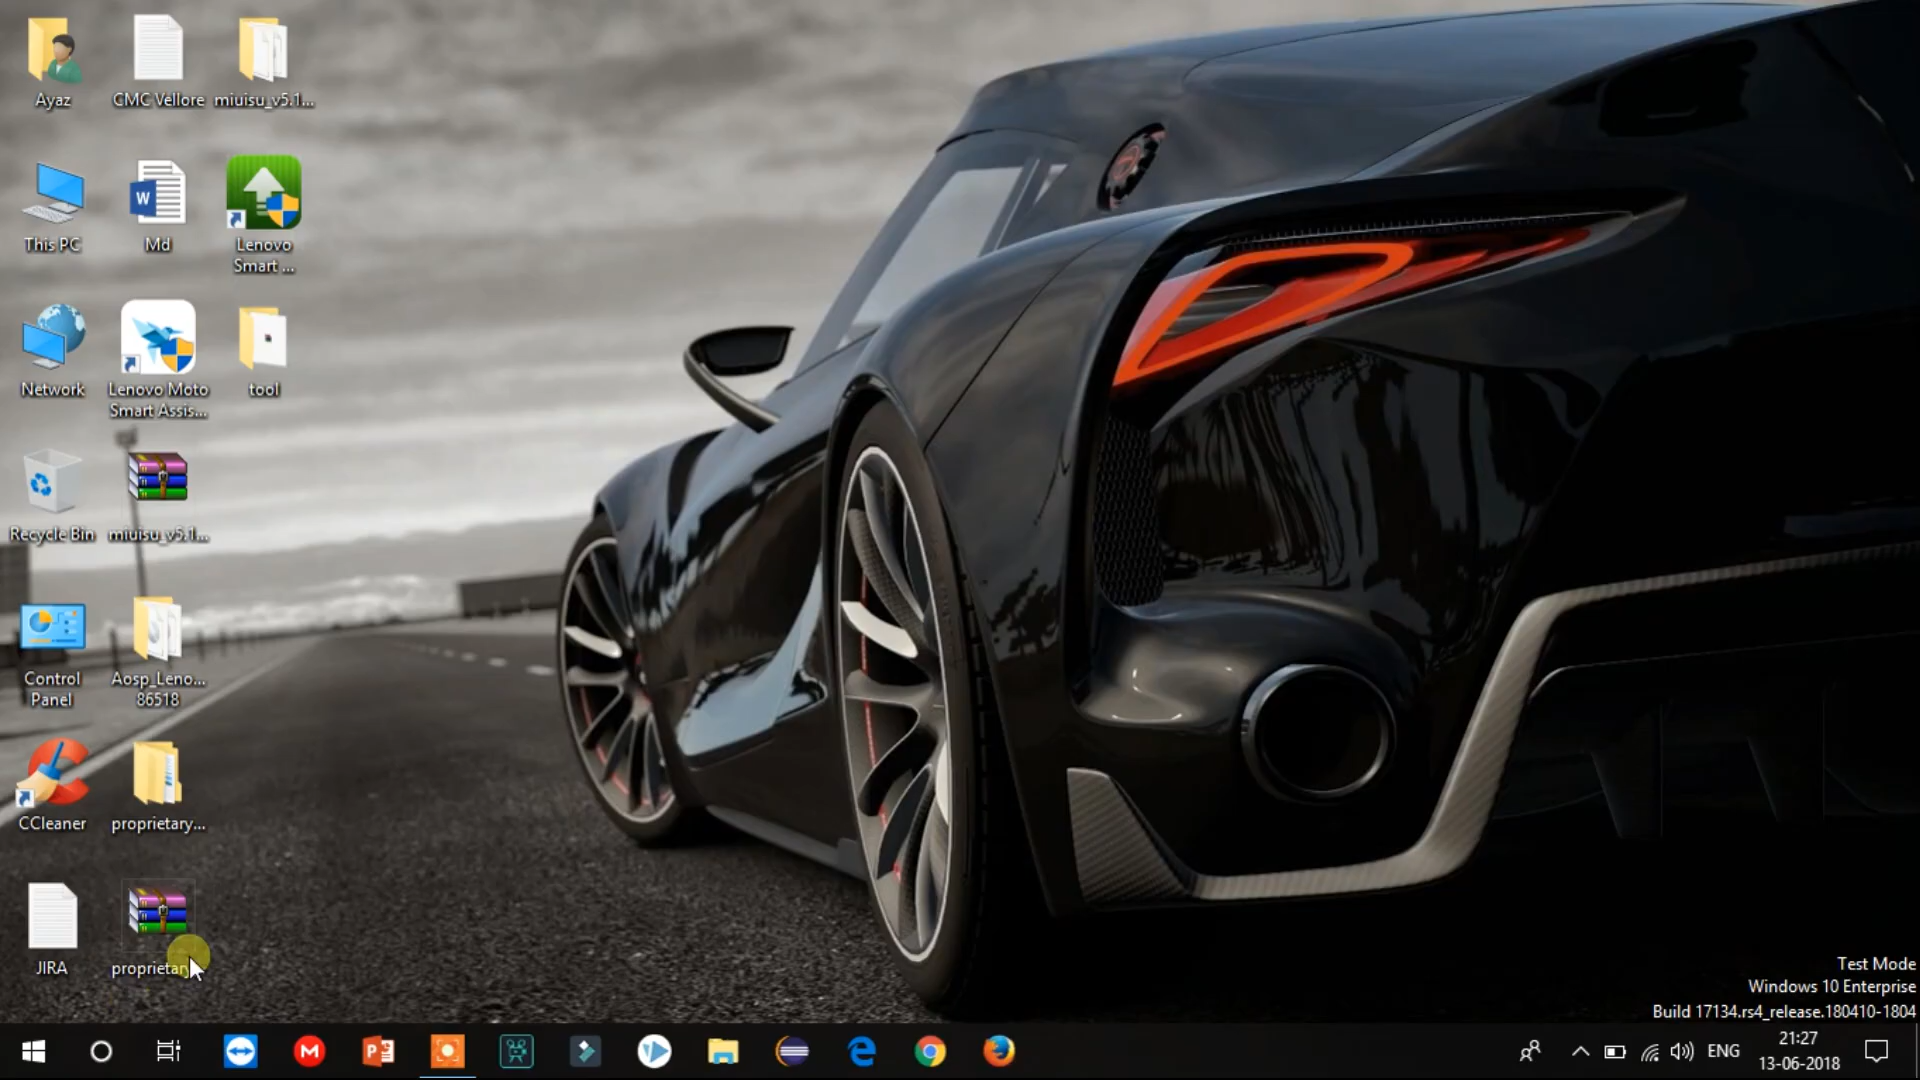 Ayaz
CMC Vellore
miuisu_v5.1...
This PC
Md
Lenovo
Smart ...
Network
Lenovo Moto
Smart Assis...
tool
Recycle Bin
miuisu_v5.1...
Control
Panel
Aosp_Leno...
86518
CCleaner
proprietary...
JIRA
proprietary
Test Mode
Windows 10 Enterprise
Build 17134.rs4_release.180410-1804
ENG
21:27
13-06-2018